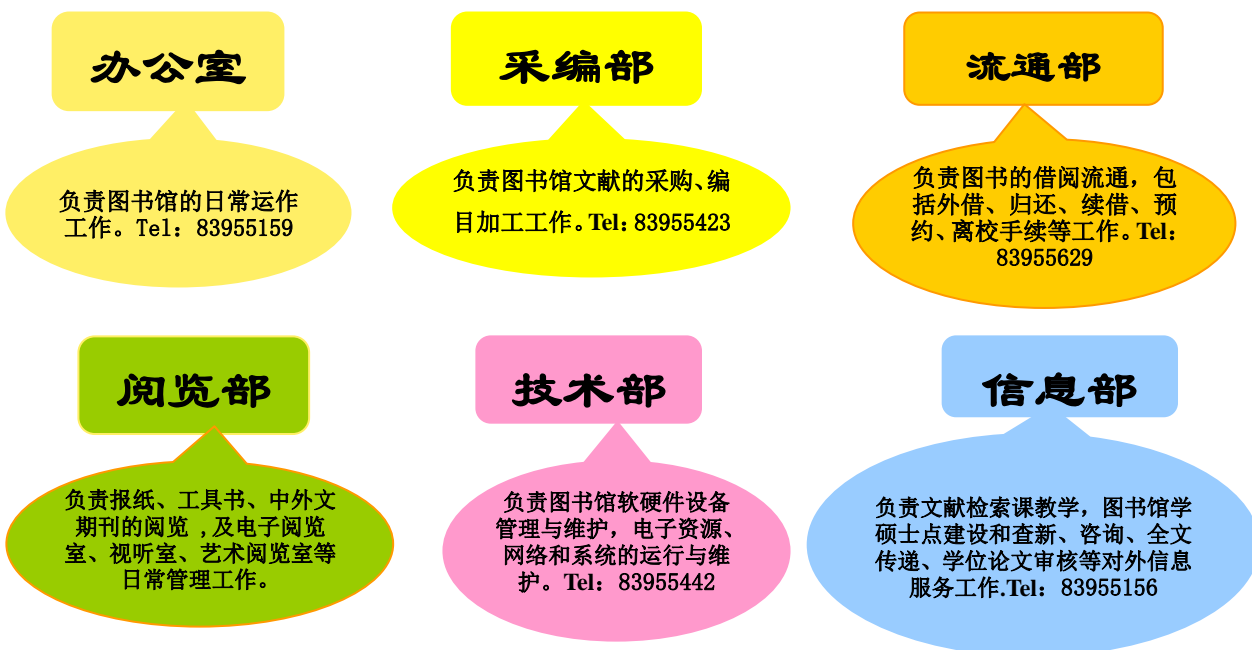 办公室
负责图书馆的日常运作
工作。Tel：83955159
采编部
负责图书馆文献的采购、编
目加工工作。Tel：83955423
流通部
负责图书的借阅流通，包
括外借、归还、续借、预
约、离校手续等工作。Tel：
83955629
阅览部
负责报纸、工具书、中外文
期刊的阅览 ,及电子阅览
室、视听室、艺术阅览室等
日常管理工作。
技术部
负责图书馆软硬件设备
管理与维护，电子资源、
网络和系统的运行与维
护。Tel：83955442
信息部
负责文献检索课教学，图书馆学
硕士点建设和查新、咨询、全文
传递、学位论文审核等对外信息
服务工作.Tel：83955156